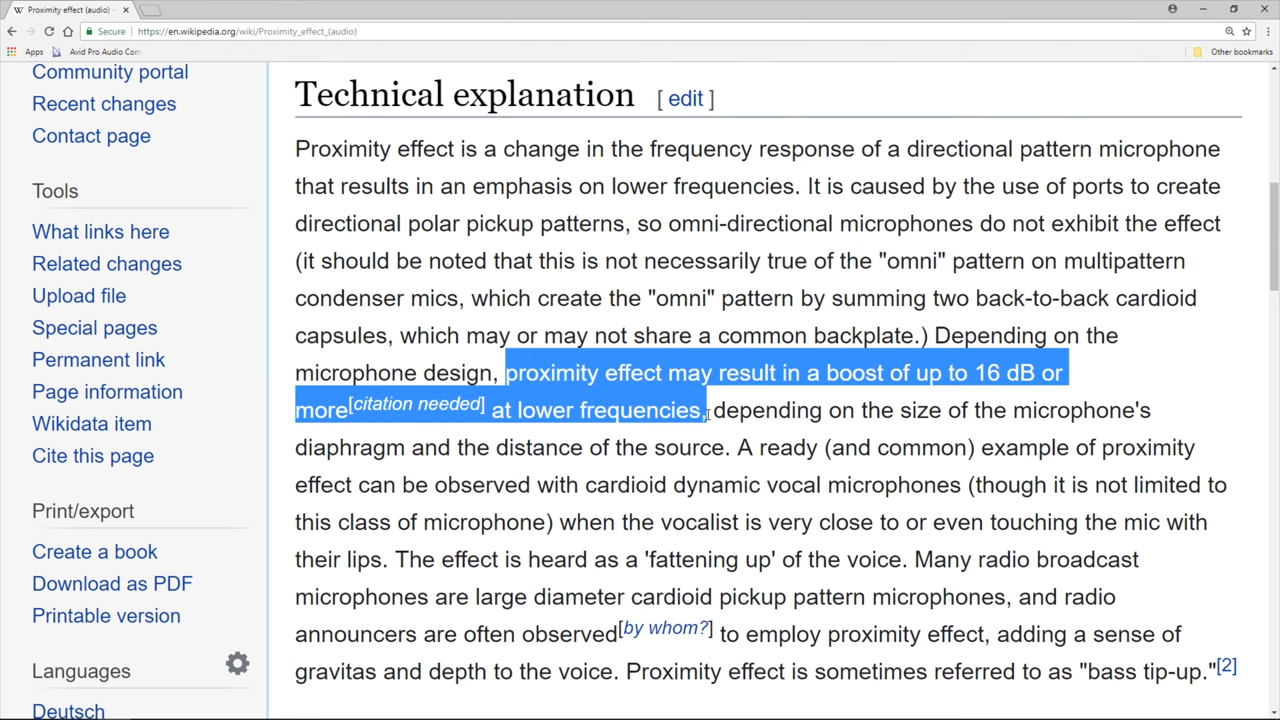 Proximity effect (audio)
Secure
https://en.wikipedia.org/wiki/Proximity_effect_(audio)
Apps
Avid Pro Audio Com
Other bookmarks
Community portal
Recent changes
Contact page
Tools
What links here
Related changes
Upload file
Special pages
Permanent link
Page information
Wikidata item
Cite this page
Print/export
Create a book
Download as PDF
Printable version
Languages
Deutsch
Technical explanation [ edit ]
Proximity effect is a change in the frequency response of a directional pattern microphone
that results in an emphasis on lower frequencies. It is caused by the use of ports to create
directional polar pickup patterns, so omni-directional microphones do not exhibit the effect
(it should be noted that this is not necessarily true of the "omni" pattern on multipattern
condenser mics, which create the "omni" pattern by summing two back-to-back cardioid
capsules, which may or may not share a common backplate.) Depending on the
microphone design, proximity effect may result in a boost of up to 16 dB or
more[citation needed] at lower frequencies, depending on the size of the microphone's
diaphragm and the distance of the source. A ready (and common) example of proximity
effect can be observed with cardioid dynamic vocal microphones (though it is not limited to
this class of microphone) when the vocalist is very close to or even touching the mic with
their lips. The effect is heard as a 'fattening up' of the voice. Many radio broadcast
microphones are large diameter cardioid pickup pattern microphones, and radio
announcers are often observed[by whom?] to employ proximity effect, adding a sense of
gravitas and depth to the voice. Proximity effect is sometimes referred to as "bass tip-up."[2]